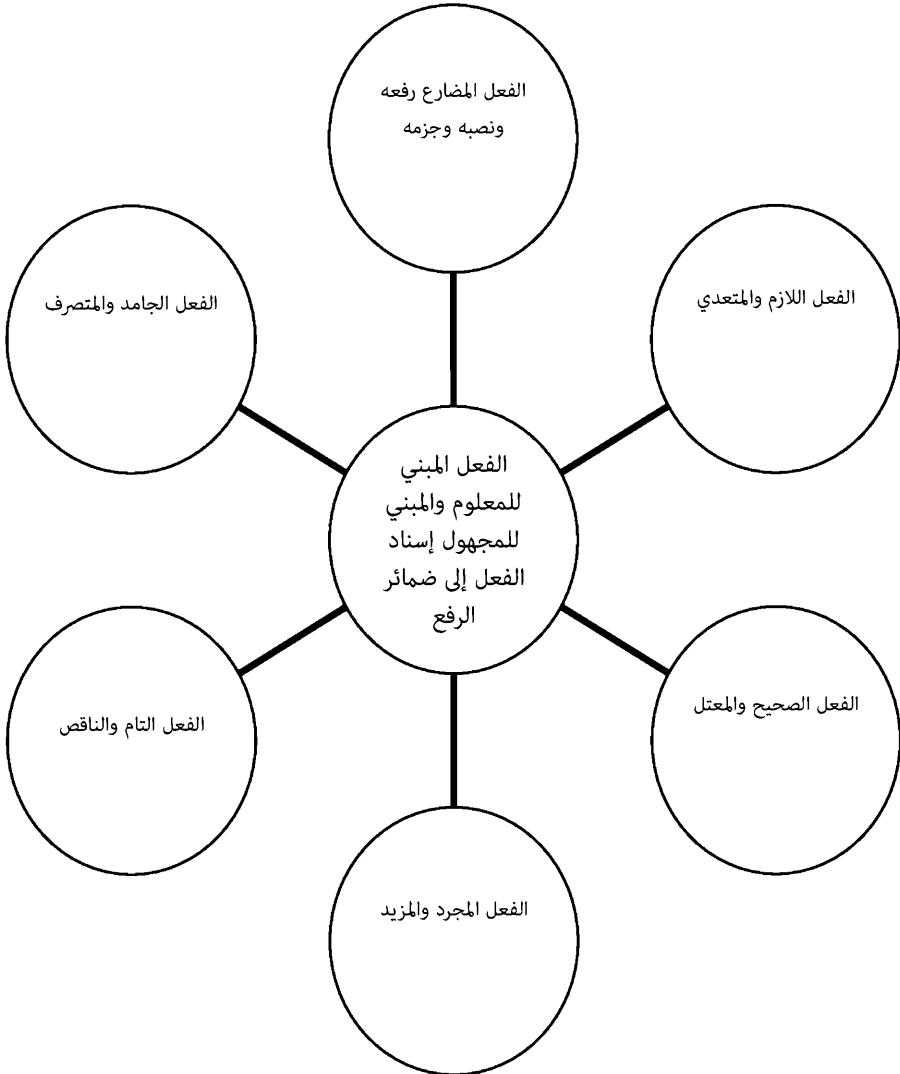 الفعل المضارع رفعه
ونصبه وجزمه
الفعل اللازم والمتعدي
الفعل الجامد والمتصرف
الفعل المبني
للمعلوم والمبني
للمجهول إسناد
الفعل إلى ضمائر
الرفع
الفعل الصحيح والمعتل
الفعل التام والناقص
الفعل المجرد والمزيد